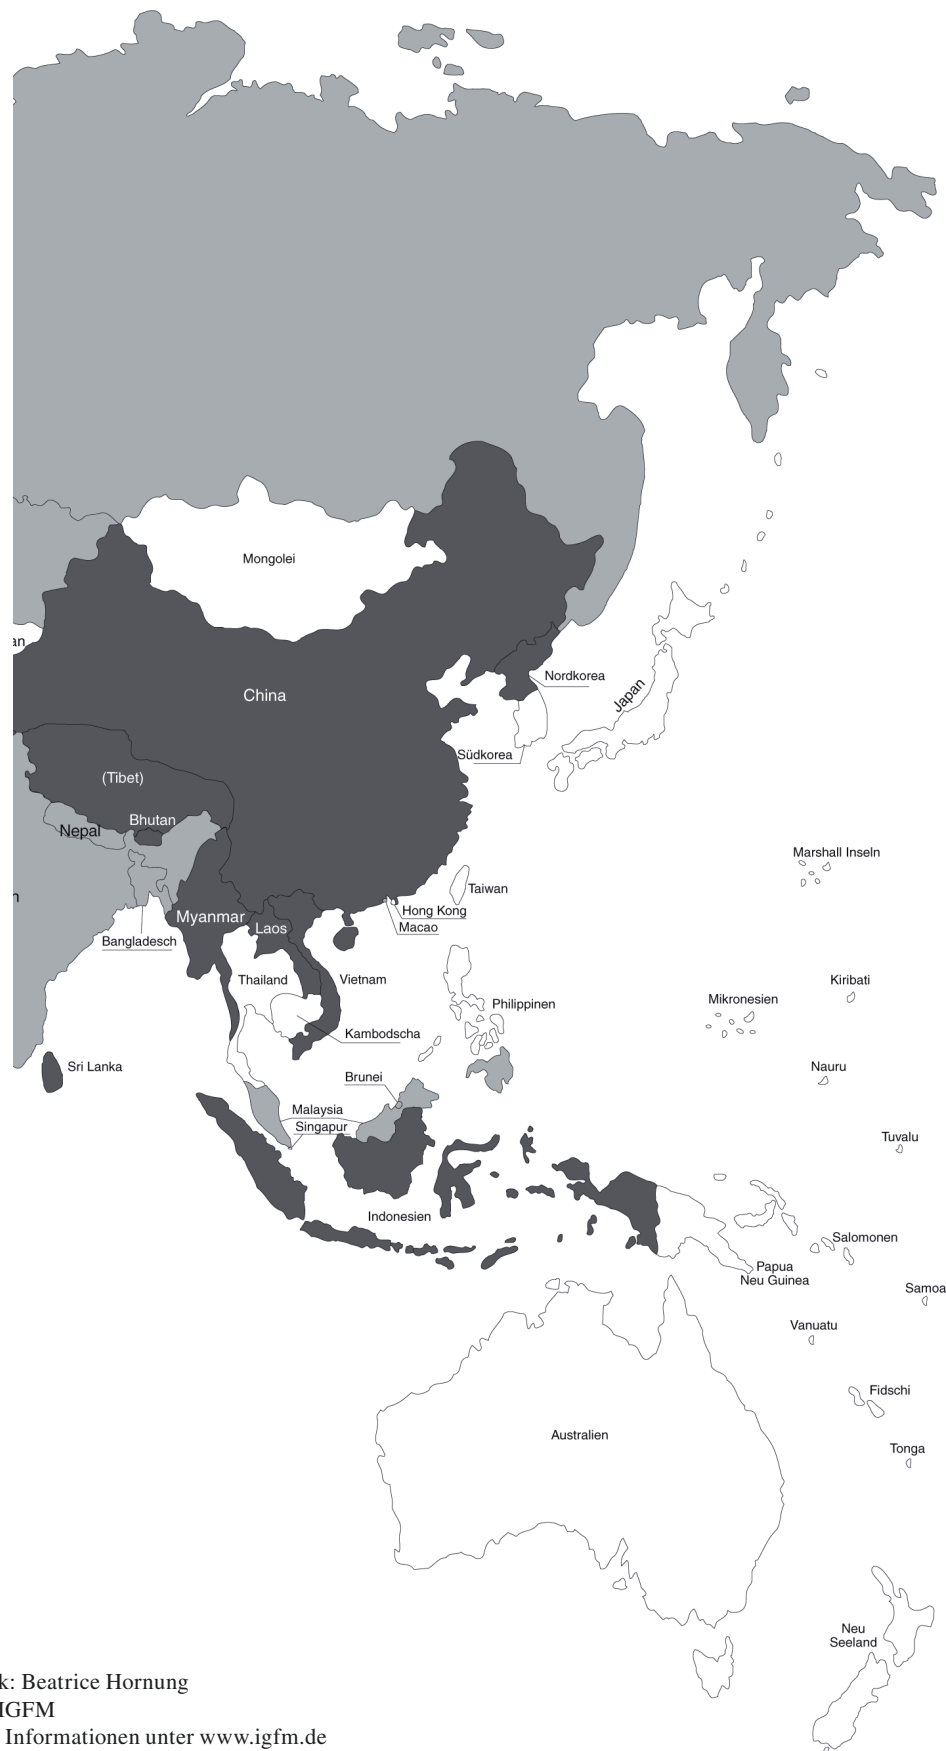 Mongolei
an
Nordkorea
China
Japan
Südkorea
(Tibet)
Bhutan
Nepal
Marshall Inseln
Taiwan
Hong Kong
Myanmar
Laos
Macao
Bangladesch
Thailand
Vietnam
Kiribati
Mikronesien
Philippinen
Kambodscha
Sri Lanka
Nauru
Brunei
Malaysia
Singapur
Tuvalu
Indonesien
Salomonen
Papua
Neu Guinea
Samoa
Vanuatu
Fidschi
Australien
Tonga
Neu
Seeland
k: Beatrice Hornung
IGFM
Informationen unter www.igfm.de